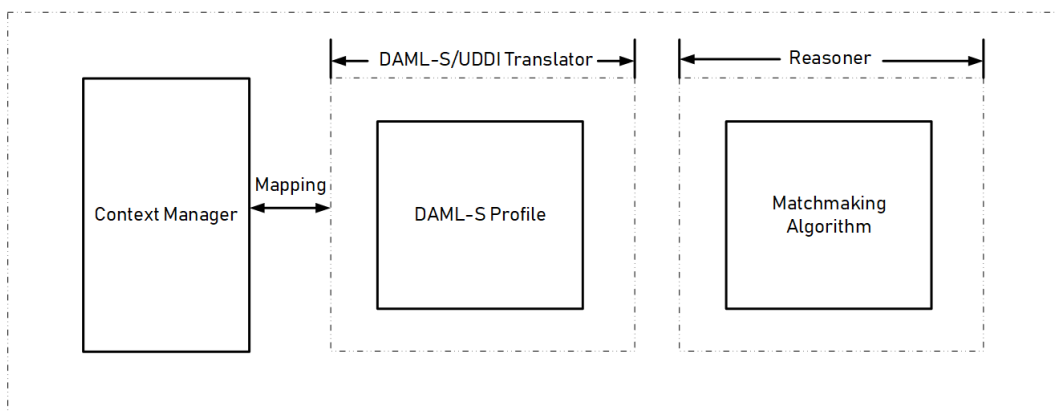 DAML-S/UDDI Translator
Reasoner
Mapping
Context Manager
DAML-S Profile
Matchmaking
Algorithm